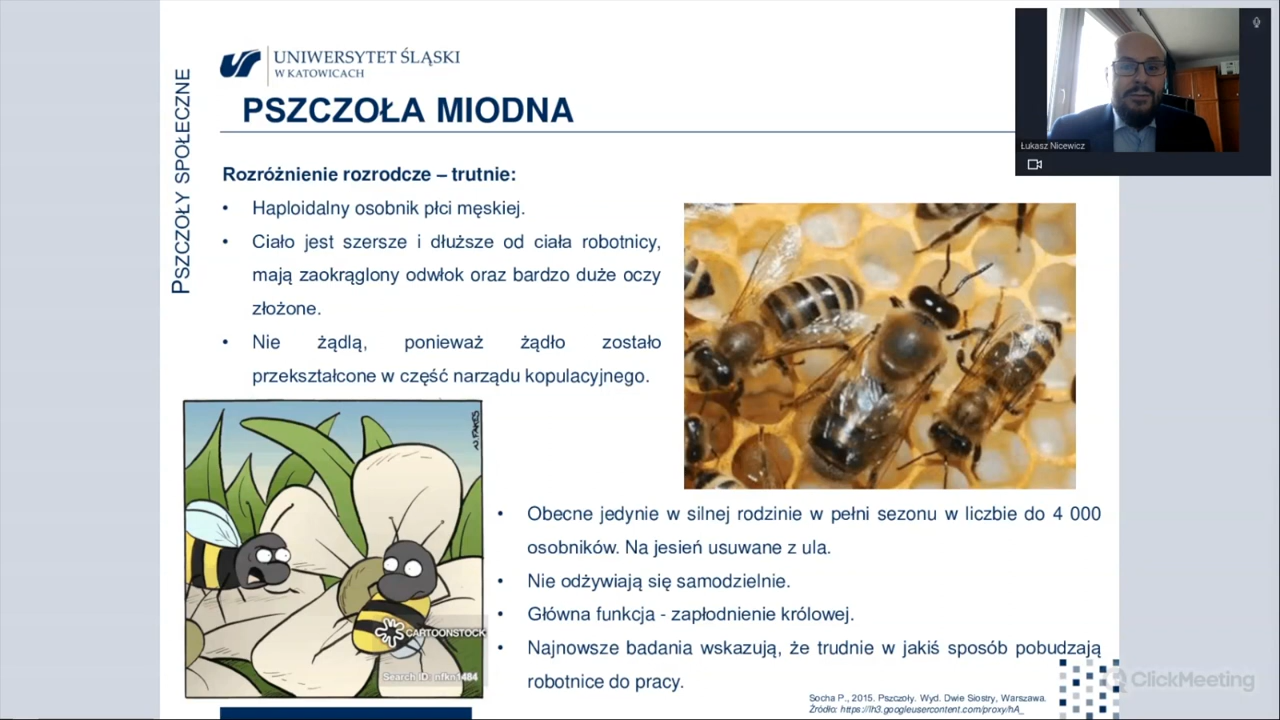 UNIWERSYTET ŚLĄSKI
W KATOWICACH
PSZCZOŁY SPOŁECZNE
PSZCZOŁA MIODNA
Łukasz Nicewicz
Rozróżnienie rozrodcze – trutnie:
• Haploidalny osobnik płci męskiej.
• Ciało jest szersze i dłuższe od ciała robotnicy,
mają zaokrąglony odwłok oraz bardzo duże oczy
złożone.
• Nie żądlą, ponieważ żądło zostało
przekształcone w część narządu kopulacyjnego.
CARTOONSTOCK
Search ID: nfkn1484
• Obecne jedynie w silnej rodzinie w pełni sezonu w liczbie do 4 000
osobników. Na jesień usuwane z ula.
• Nie odżywiają się samodzielnie.
• Główna funkcja - zapłodnienie królowej.
• Najnowsze badania wskazują, że trudnie w jakiś sposób pobudzają
robotnice do pracy.
Socha P., 2015. Pszczoły. Wyd. Dwie Siostry, Warszawa.
Źródło: https://lh3.googleusercontent.com/proxy/hA_
ClickMeeting